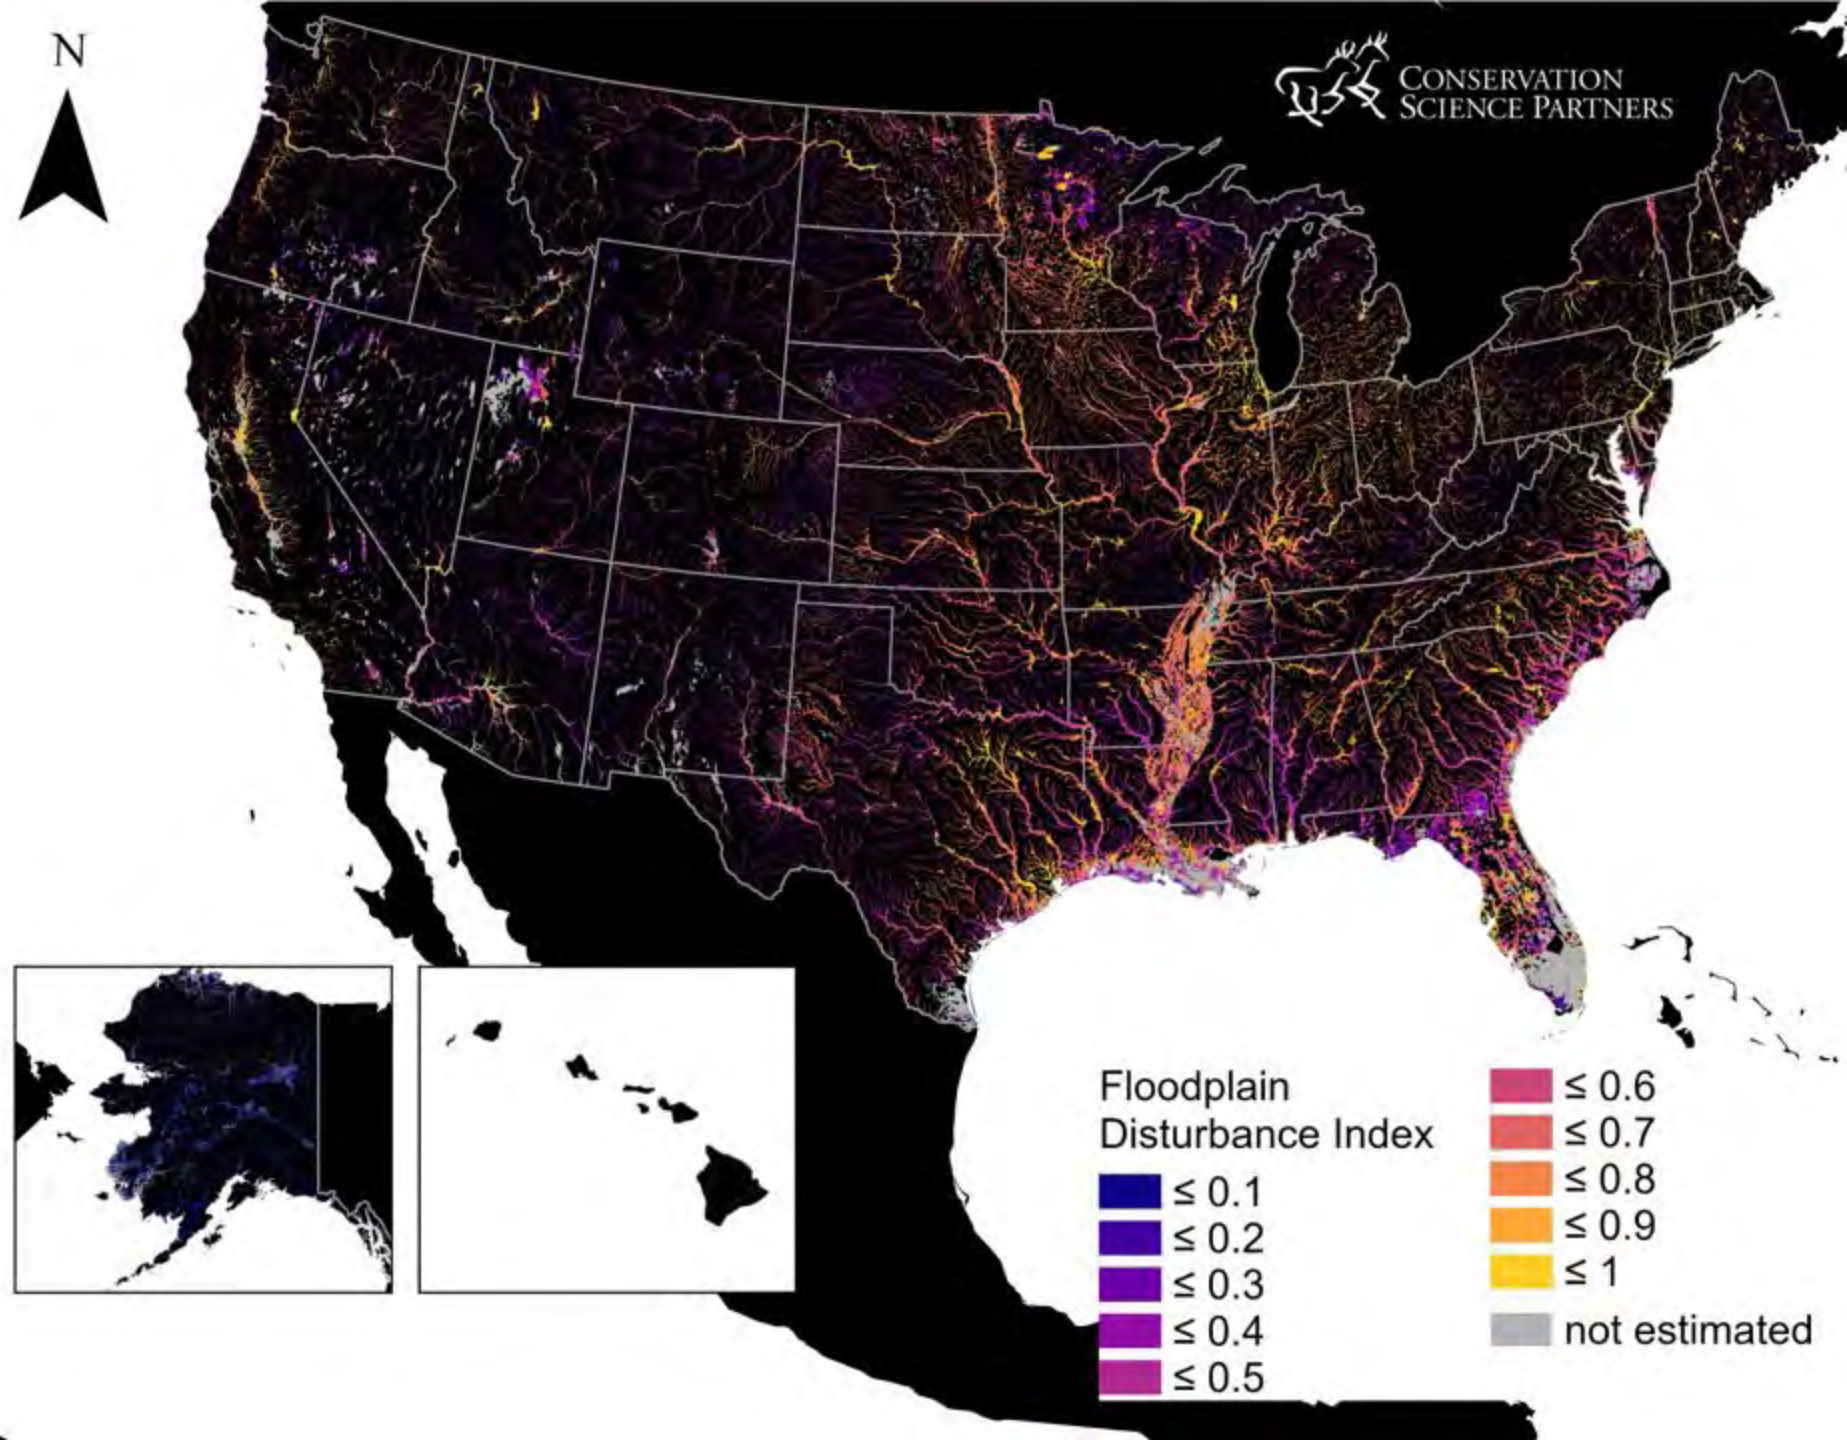 N
CONSERVATION
SCIENCE PARTNERS
Floodplain
Disturbance Index
≤ 0.1
≤ 0.2
≤ 0.3
≤ 0.4
≤ 0.5
≤ 0.6
≤ 0.7
≤ 0.8
≤ 0.9
≤ 1
not estimated